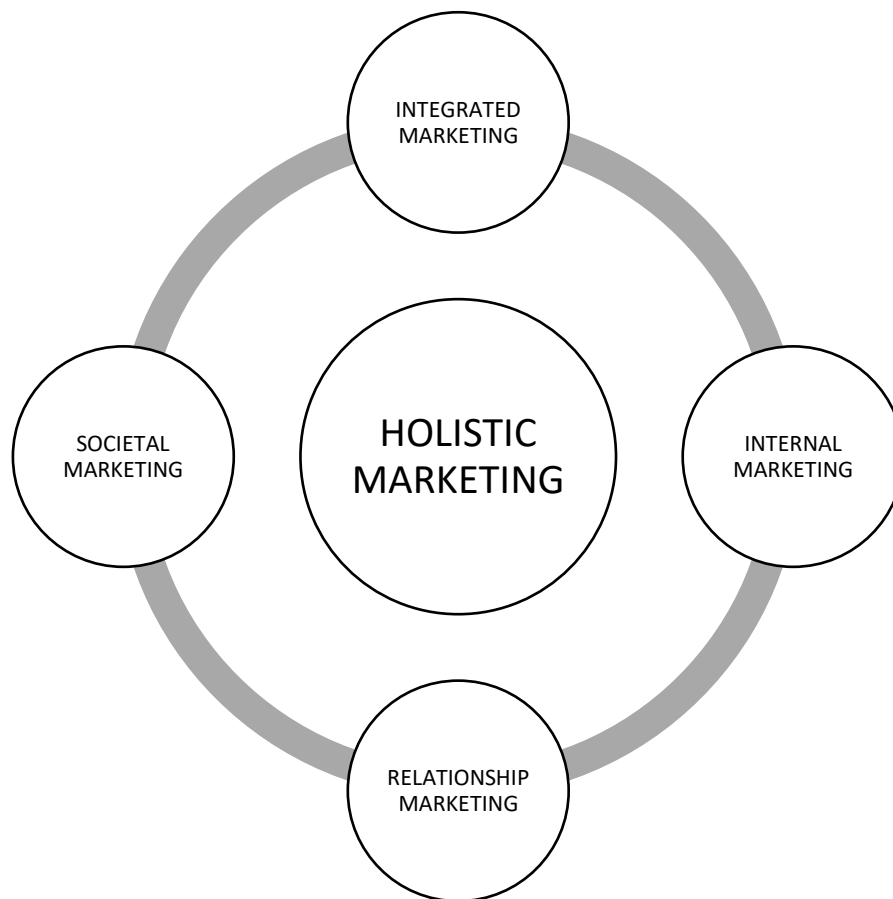 INTEGRATED
MARKETING
SOCIETAL
MARKETING
HOLISTIC
MARKETING
INTERNAL
MARKETING
RELATIONSHIP
MARKETING